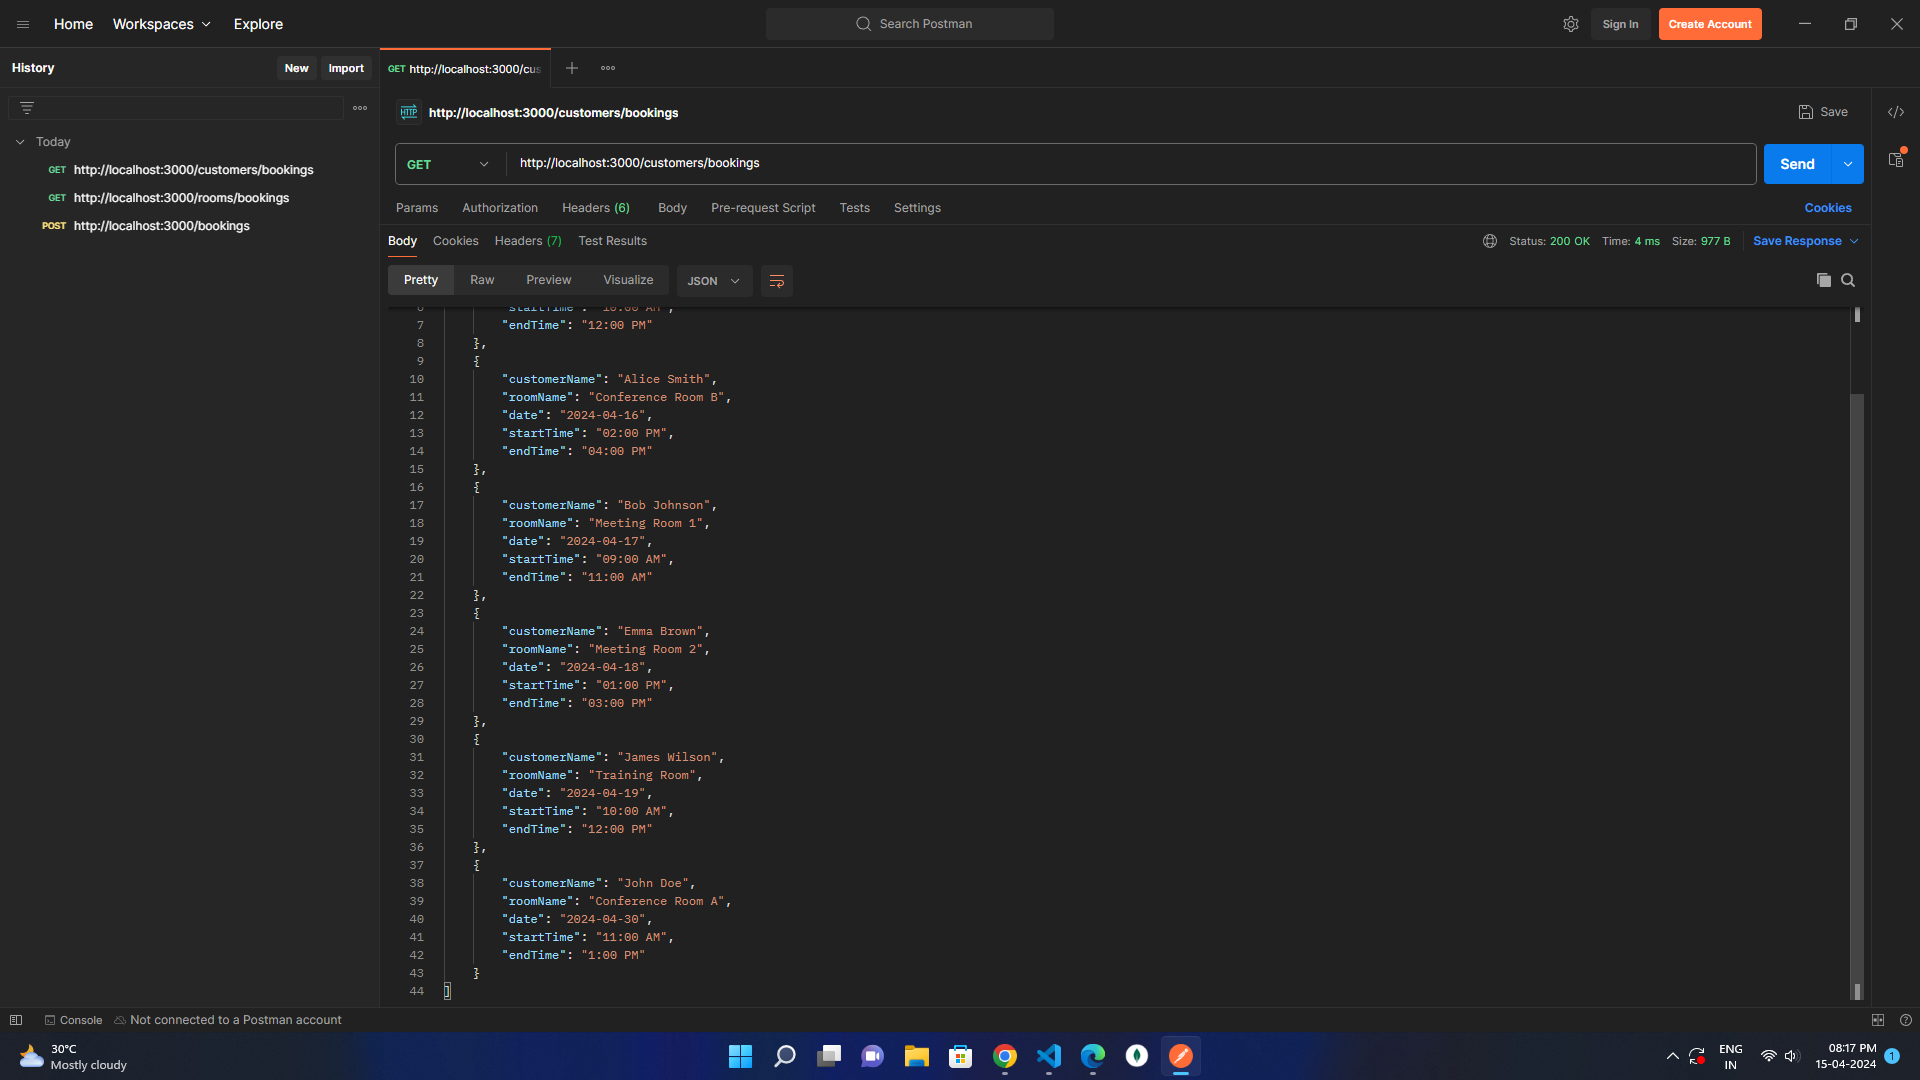 Home Workspaces Explore
Search Postman
Sign In
Create Account
History
New
Import
GET http://localhost:3000/cus
Today
GET http://localhost:3000/customers/bookings
GET http://localhost:3000/rooms/bookings
POST http://localhost:3000/bookings
HTTP http://localhost:3000/customers/bookings
Save
GET http://localhost:3000/customers/bookings
Send
Params Authorization Headers (6) Body Pre-request Script Tests Settings
Cookies
Body Cookies Headers (7) Test Results
Status: 200 OK Time: 4 ms Size: 977 B
Save Response
Pretty Raw Preview Visualize
JSON
6 "startTime": "10:00 AM",
7 "endTime": "12:00 PM"
8 },
9 {
10 "customerName": "Alice Smith",
11 "roomName": "Conference Room B",
12 "date": "2024-04-16",
13 "startTime": "02:00 PM",
14 "endTime": "04:00 PM"
15 },
16 {
17 "customerName": "Bob Johnson",
18 "roomName": "Meeting Room 1",
19 "date": "2024-04-17",
20 "startTime": "09:00 AM",
21 "endTime": "11:00 AM"
22 },
23 {
24 "customerName": "Emma Brown",
25 "roomName": "Meeting Room 2",
26 "date": "2024-04-18",
27 "startTime": "01:00 PM",
28 "endTime": "03:00 PM"
29 },
30 {
31 "customerName": "James Wilson",
32 "roomName": "Training Room",
33 "date": "2024-04-19",
34 "startTime": "10:00 AM",
35 "endTime": "12:00 PM"
36 },
37 {
38 "customerName": "John Doe",
39 "roomName": "Conference Room A",
40 "date": "2024-04-30",
41 "startTime": "11:00 AM",
42 "endTime": "1:00 PM"
43 }
44 ]
Console
Not connected to a Postman account
30°C
Mostly cloudy
ENG
IN
08:17 PM
15-04-2024
1